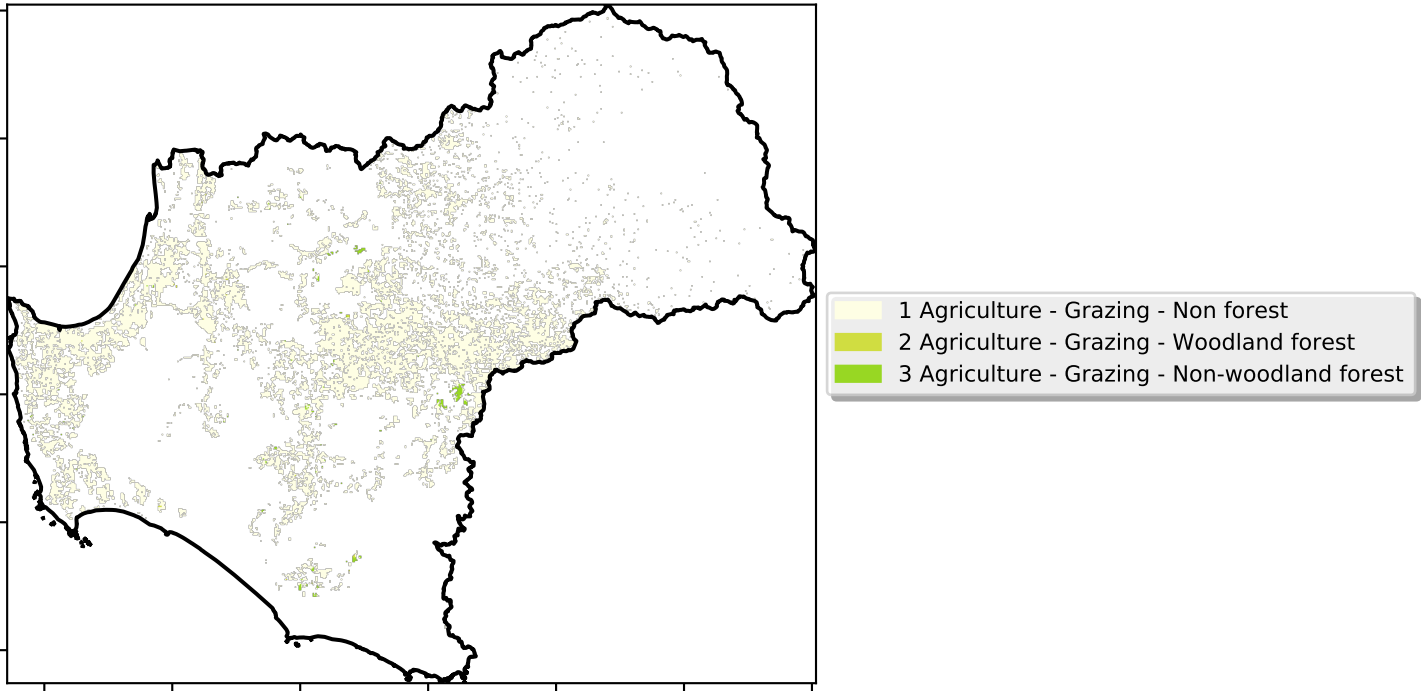 1 Agriculture - Grazing - Non forest
2 Agriculture - Grazing - Woodland forest
3 Agriculture - Grazing - Non-woodland forest